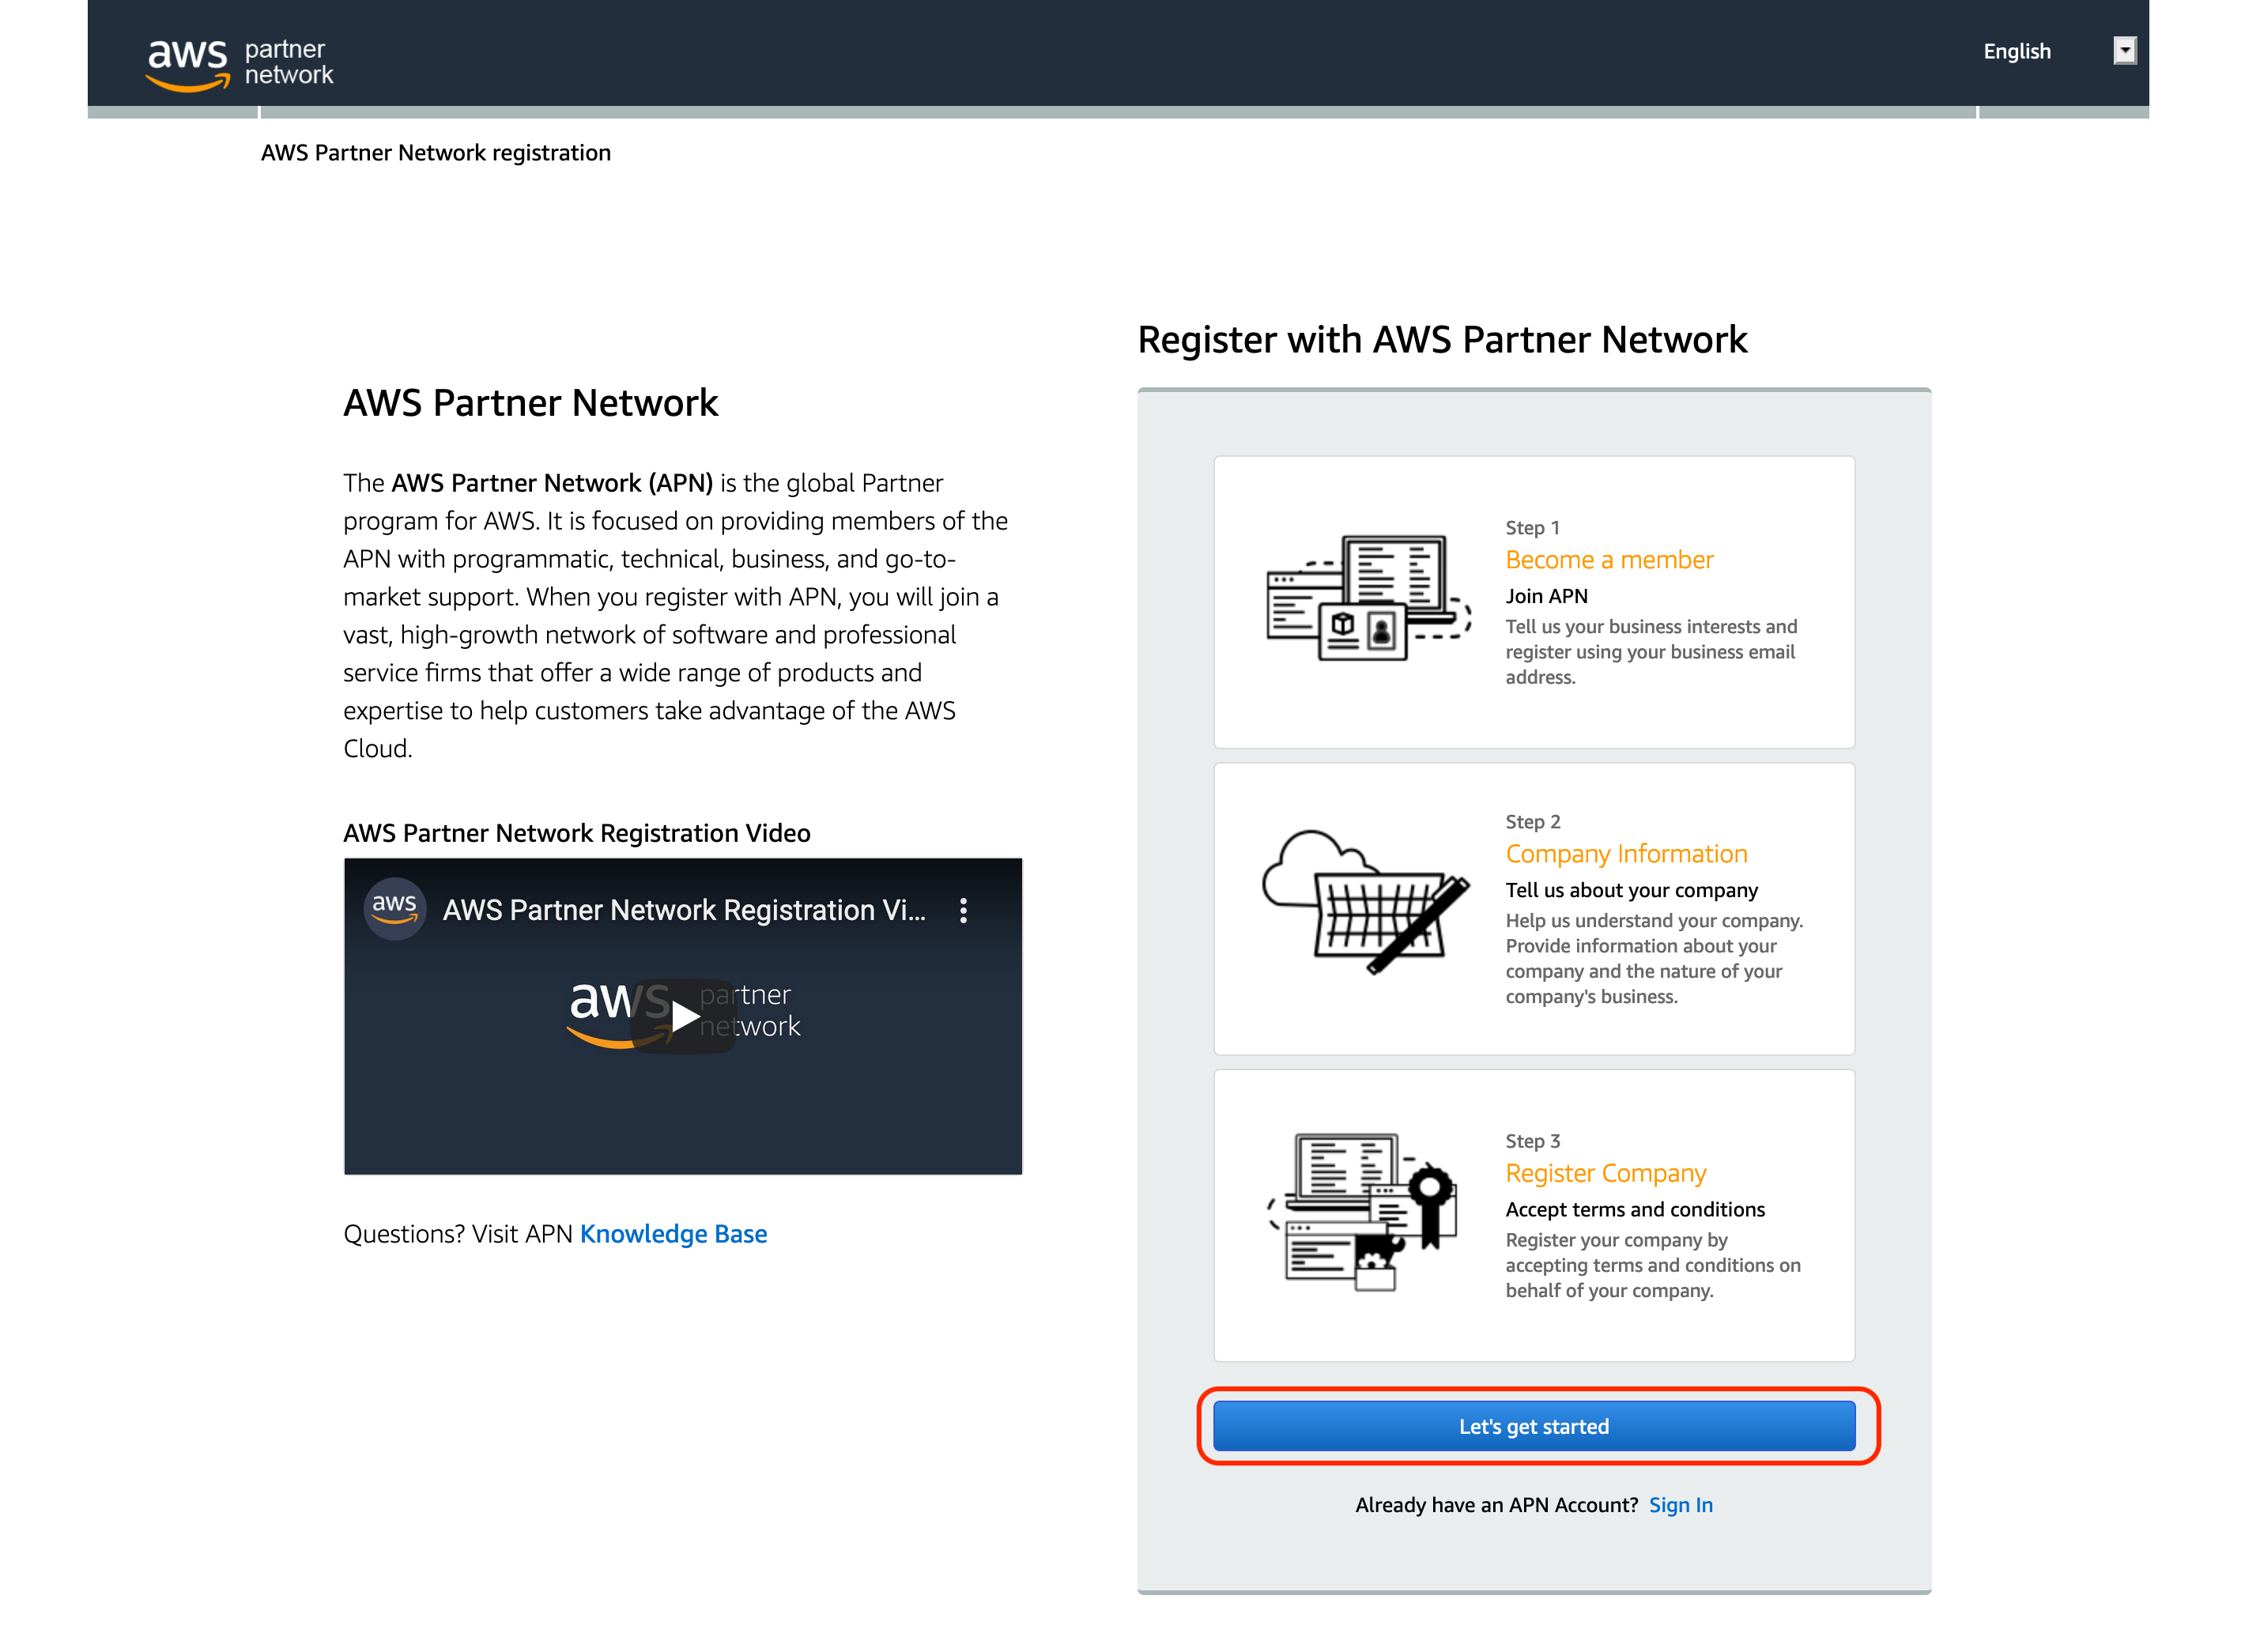 aws partner network
English
AWS Partner Network registration
AWS Partner Network
The AWS Partner Network (APN) is the global Partner
program for AWS. It is focused on providing members of the
APN with programmatic, technical, business, and go-to-
market support. When you register with APN, you will join a
vast, high-growth network of software and professional
service firms that offer a wide range of products and
expertise to help customers take advantage of the AWS
Cloud.
AWS Partner Network Registration Video
aws AWS Partner Network Registration Vi...
aws partner network
Questions? Visit APN Knowledge Base
Register with AWS Partner Network
Step 1
Become a member
Join APN
Tell us your business interests and
register using your business email
address.
Step 2
Company Information
Tell us about your company
Help us understand your company.
Provide information about your
company and the nature of your
company's business.
Step 3
Register Company
Accept terms and conditions
Register your company by
accepting terms and conditions on
behalf of your company.
Let's get started
Already have an APN Account? Sign In